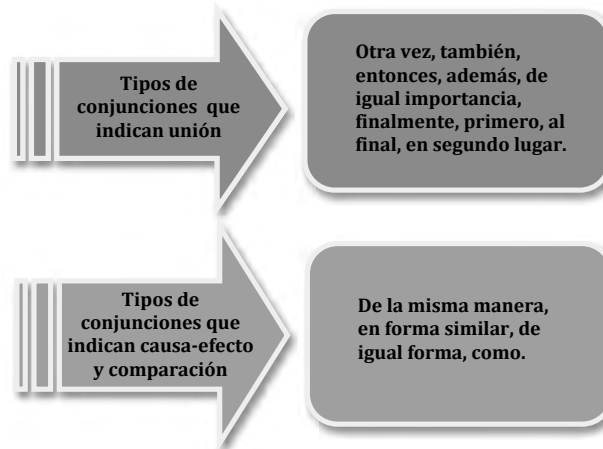 Tipos de
conjunciones que
indican unión
Otra vez, también,
entonces, además, de
igual importancia,
finalmente, primero, al
final, en segundo lugar.
Tipos de
conjunciones que
indican causa-efecto
y comparación
De la misma manera,
en forma similar, de
igual forma, como.